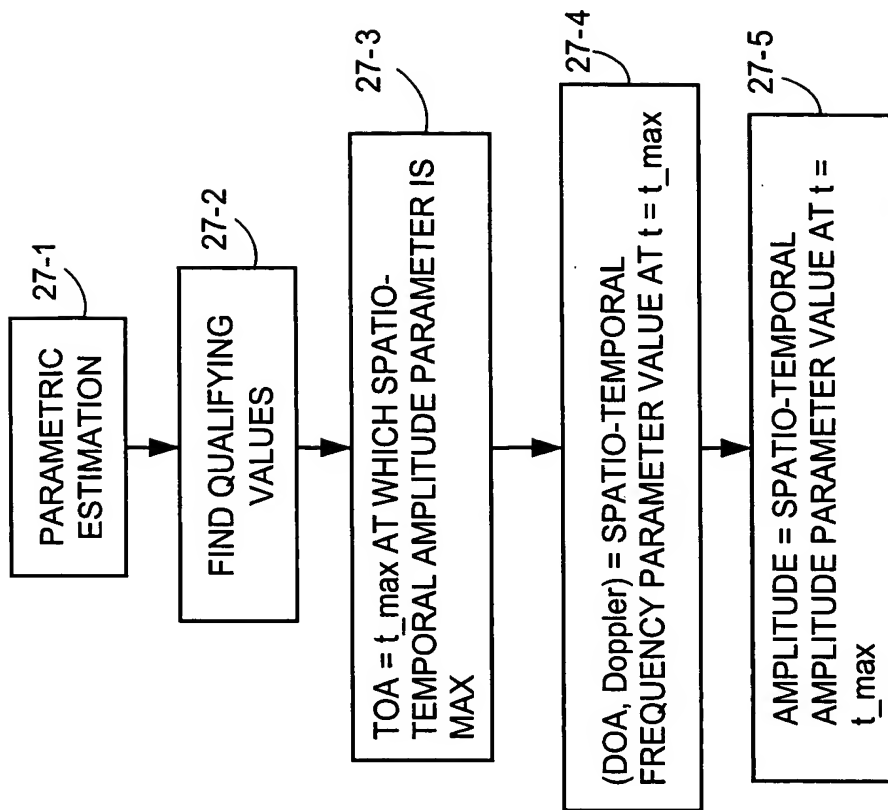 27-1
PARAMETRIC
ESTIMATION
27-2
FIND QUALIFYING
VALUES
27-3
TOA = t_max AT WHICH SPATIO-
TEMPORAL AMPLITUDE PARAMETER IS
MAX
27-4
(DOA, Doppler) = SPATIO-TEMPORAL
FREQUENCY PARAMETER VALUE AT t = t_max
27-5
AMPLITUDE = SPATIO-TEMPORAL
AMPLITUDE PARAMETER VALUE AT t =
t_max